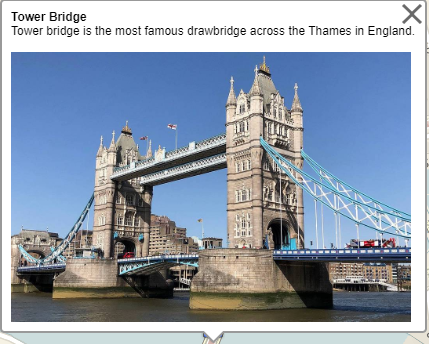 Tower Bridge
Tower bridge is the most famous drawbridge across the Thames in England.